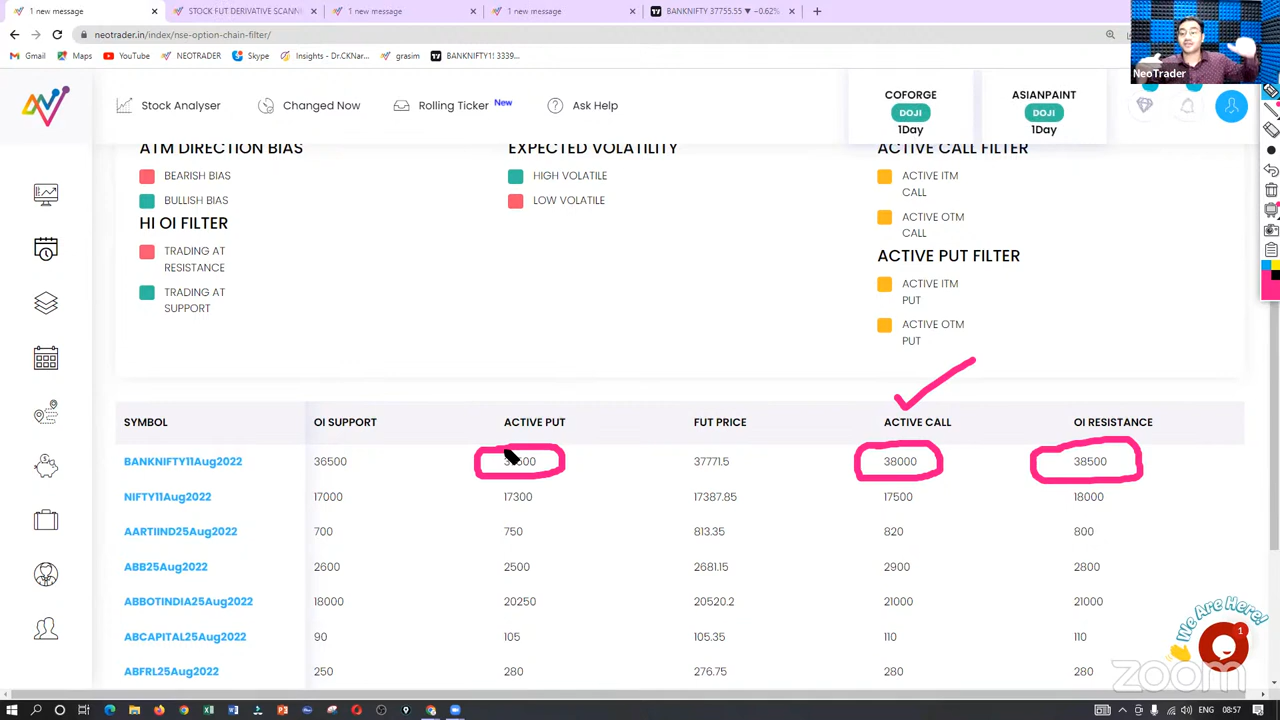 1 new message
STOCK FUT DERIVATIVE SCANN
1 new message
1 new message
BANKNIFTY 37755.55 ▼ −0.62%
neotrader.in/index/nse-option-chain-filter/
Gmail
Maps
YouTube
NEOTRADER
Skype
Insights - Dr.CKNar...
grasim
BANKNIFTY1! 3339...
NeoTrader
Stock Analyser
Changed Now
Rolling Ticker New
Ask Help
COFORGE
DOJI
1Day
ASIANPAINT
DOJI
1Day
ATM DIRECTION BIAS
BEARISH BIAS
BULLISH BIAS
HI OI FILTER
TRADING AT
RESISTANCE
TRADING AT
SUPPORT
EXPECTED VOLATILITY
HIGH VOLATILE
LOW VOLATILE
ACTIVE CALL FILTER
ACTIVE ITM
CALL
ACTIVE OTM
CALL
ACTIVE PUT FILTER
ACTIVE ITM
PUT
ACTIVE OTM
PUT
SYMBOL OI SUPPORT ACTIVE PUT FUT PRICE ACTIVE CALL OI RESISTANCE
BANKNIFTY11Aug2022 36500 37771.5 38000 38500
NIFTY11Aug2022 17000 17300 17387.85 17500 18000
AARTIIND25Aug2022 700 750 813.35 820 800
ABB25Aug2022 2600 2500 2681.15 2900 2800
ABBOTINDIA25Aug2022 18000 20250 20520.2 21000 21000
ABCAPITAL25Aug2022 90 105 105.35 110 110
ABFRL25Aug2022 250 280 276.75 280 280
We Are Here!
1
zoom
ENG 08:57